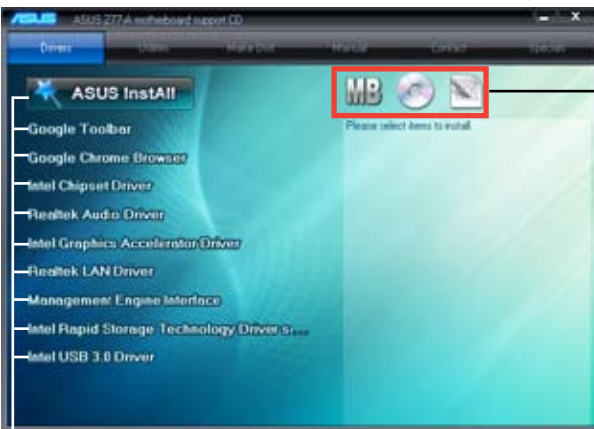 ASUS ASUS Z77-A motherboard support CD
Drivers Utilities Make Disk Manual Contact Specials
ASUS InstAll
MB
Please select items to install.
Google Toolbar
Google Chrome Browser
Intel Chipset Driver
Realtek Audio Driver
Intel Graphics Accelerator Driver
Realtek LAN Driver
Management Engine Interface
Intel Rapid Storage Technology Driver s....
Intel USB 3.0 Driver